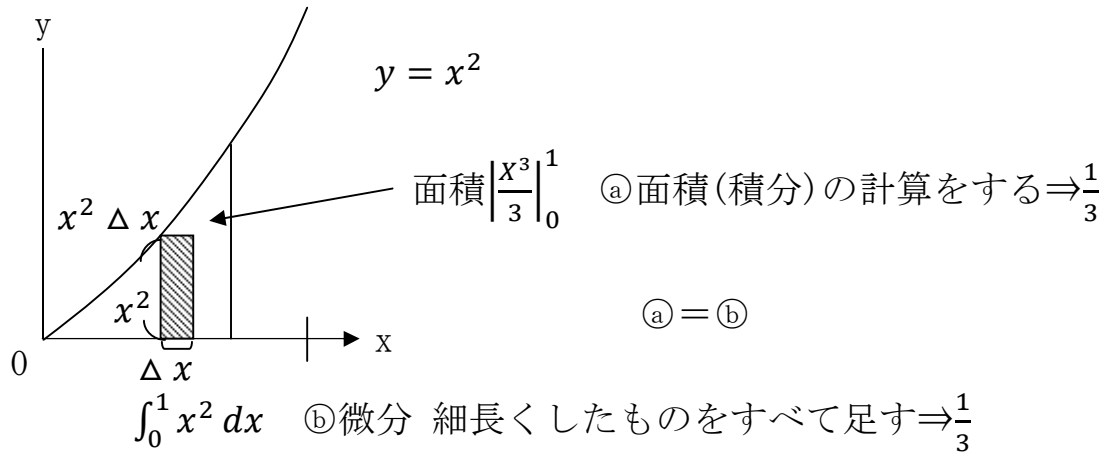 y
y = x²
面積|X³/3|₀¹ ⓐ面積(積分)の計算をする⇒1/3
x² △ x
x²
ⓐ＝ⓑ
0
x
△ x
∫₀¹ x² dx ⓑ微分 細長くしたものをすべて足す⇒1/3